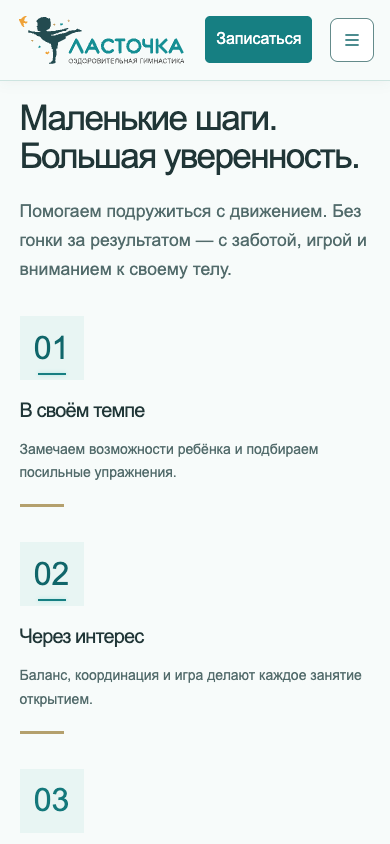 ЛАСТОЧКА
ОЗДОРОВИТЕЛЬНАЯ ГИМНАСТИКА
Записаться
Маленькие шаги.
Большая уверенность.
Помогаем подружиться с движением. Без
гонки за результатом — с заботой, игрой и
вниманием к своему телу.
01
В своём темпе
Замечаем возможности ребёнка и подбираем
посильные упражнения.
02
Через интерес
Баланс, координация и игра делают каждое занятие
открытием.
03